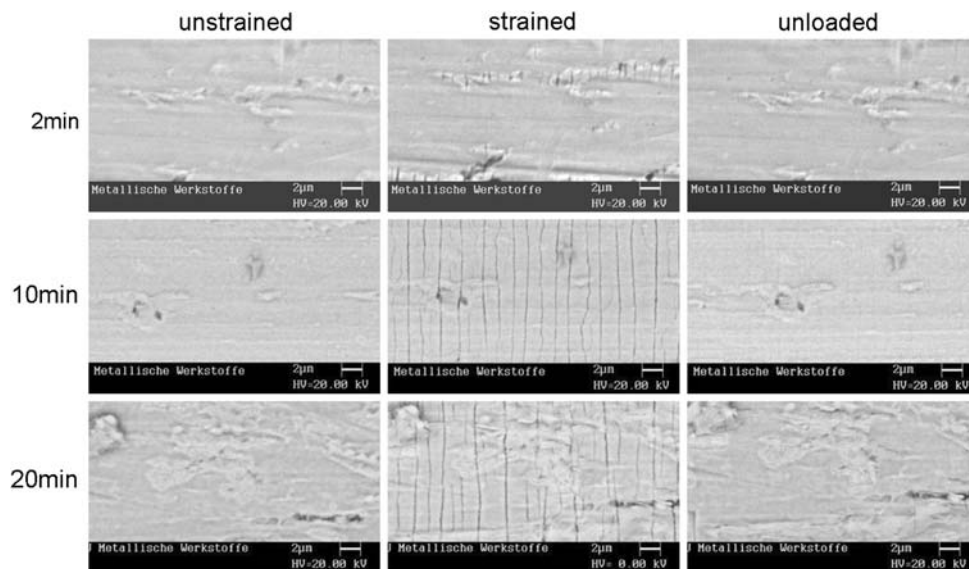 unstrained strained unloaded
2min
Metallische Werkstoffe 2µm
HV=20.00 kV
Metallische Werkstoffe 2µm
HV=20.00 kV
Metallische Werkstoffe 2µm
HV=20.00 kV
10min
Metallische Werkstoffe 2µm
HV=20.00 kV
Metallische Werkstoffe 2µm
HV=20.00 kV
Metallische Werkstoffe 2µm
HV=20.00 kV
20min
J Metallische Werkstoffe 2µm
HV=20.00 kV
J Metallische Werkstoffe 2µm
HV= 0.00 kV
J Metallische Werkstoffe 2µm
HV=20.00 kV